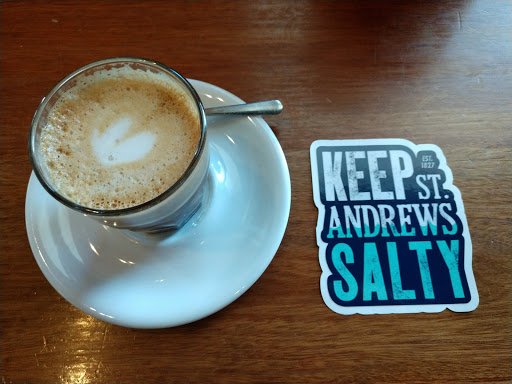 KEEP
EST.
1827
ST.
ANDREWS
SALTY